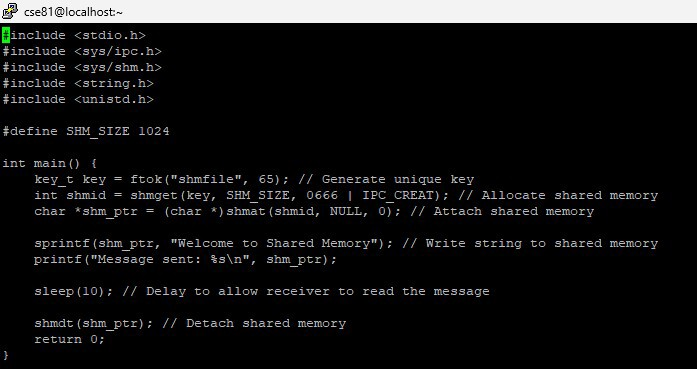 cse81@localhost:~
#include <stdio.h>
#include <sys/ipc.h>
#include <sys/shm.h>
#include <string.h>
#include <unistd.h>
#define SHM_SIZE 1024
int main() {
    key_t key = ftok("shmfile", 65); // Generate unique key
    int shmid = shmget(key, SHM_SIZE, 0666 | IPC_CREAT); // Allocate shared memory
    char *shm_ptr = (char *)shmat(shmid, NULL, 0); // Attach shared memory
    sprintf(shm_ptr, "Welcome to Shared Memory"); // Write string to shared memory
    printf("Message sent: %s\n", shm_ptr);
    sleep(10); // Delay to allow receiver to read the message
    shmdt(shm_ptr); // Detach shared memory
    return 0;
}